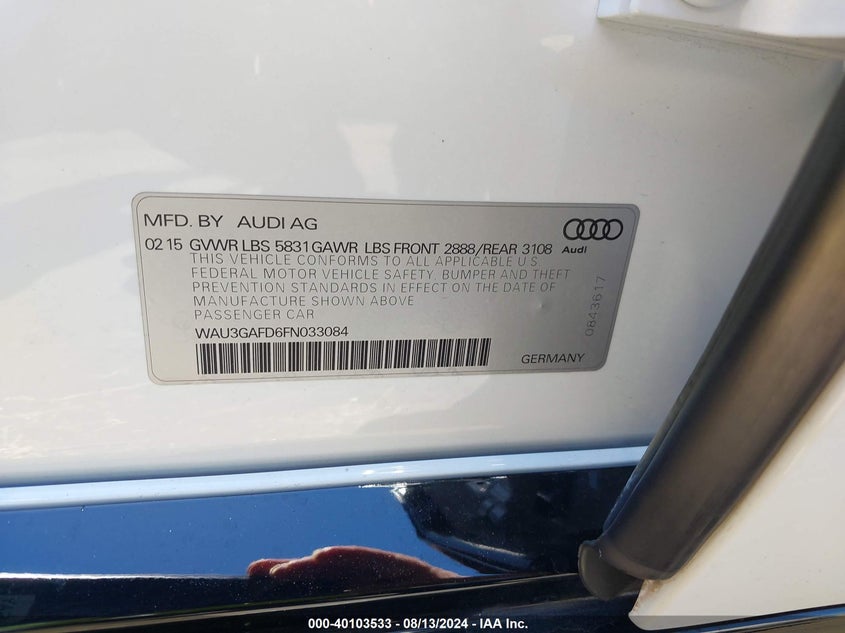 MFD. BY AUDI AG
02 15 GVWR LBS 5831 GAWR LBS FRONT 2888/REAR 3108
Audi
THIS VEHICLE CONFORMS TO ALL APPLICABLE U S
FEDERAL MOTOR VEHICLE SAFETY, BUMPER AND THEFT
PREVENTION STANDARDS IN EFFECT ON THE DATE OF
MANUFACTURE SHOWN ABOVE
PASSENGER CAR
0843617
WAU3GAFD6FN033084
GERMANY
000-40103533 - 08/13/2024 - IAA Inc.